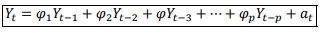 Yₜ = φ₁Yₜ₋₁ + φ₂Yₜ₋₂ + φYₜ₋₃ + ⋯ + φₚYₜ₋ₚ + aₜ